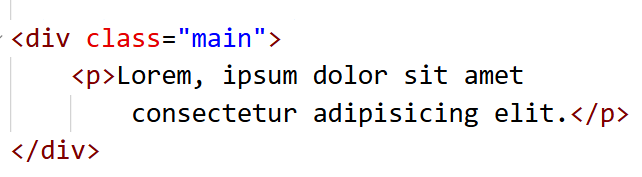 <div class="main">
<p>Lorem, ipsum dolor sit amet
consectetur adipisicing elit.</p>
</div>